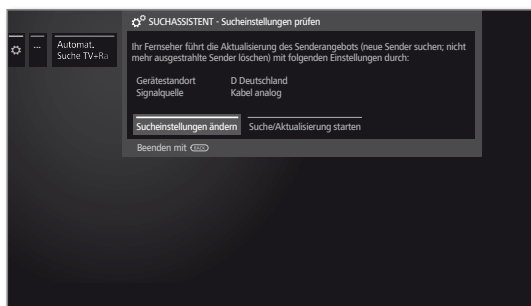 SUCHASSISTENT - Sucheinstellungen prüfen
...
Automat.
Suche TV+Ra
Ihr Fernseher führt die Aktualisierung des Senderangebots (neue Sender suchen; nicht
mehr ausgestrahlte Sender löschen) mit folgenden Einstellungen durch:
Gerätestandort D Deutschland
Signalquelle Kabel analog
Sucheinstellungen ändern Suche/Aktualisierung starten
Beenden mit BACK